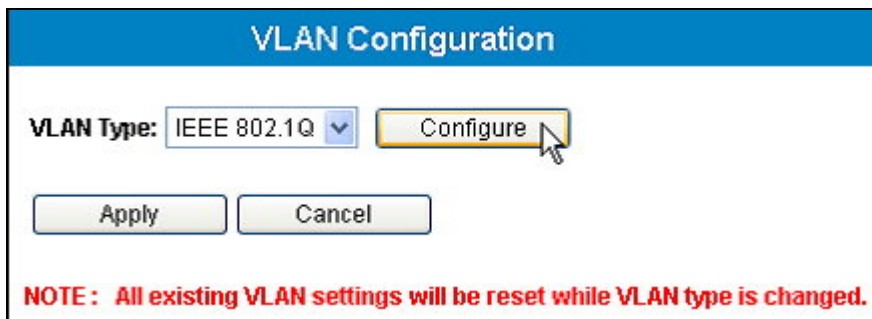 VLAN Configuration
VLAN Type: IEEE 802.1Q Configure
Apply Cancel
NOTE : All existing VLAN settings will be reset while VLAN type is changed.